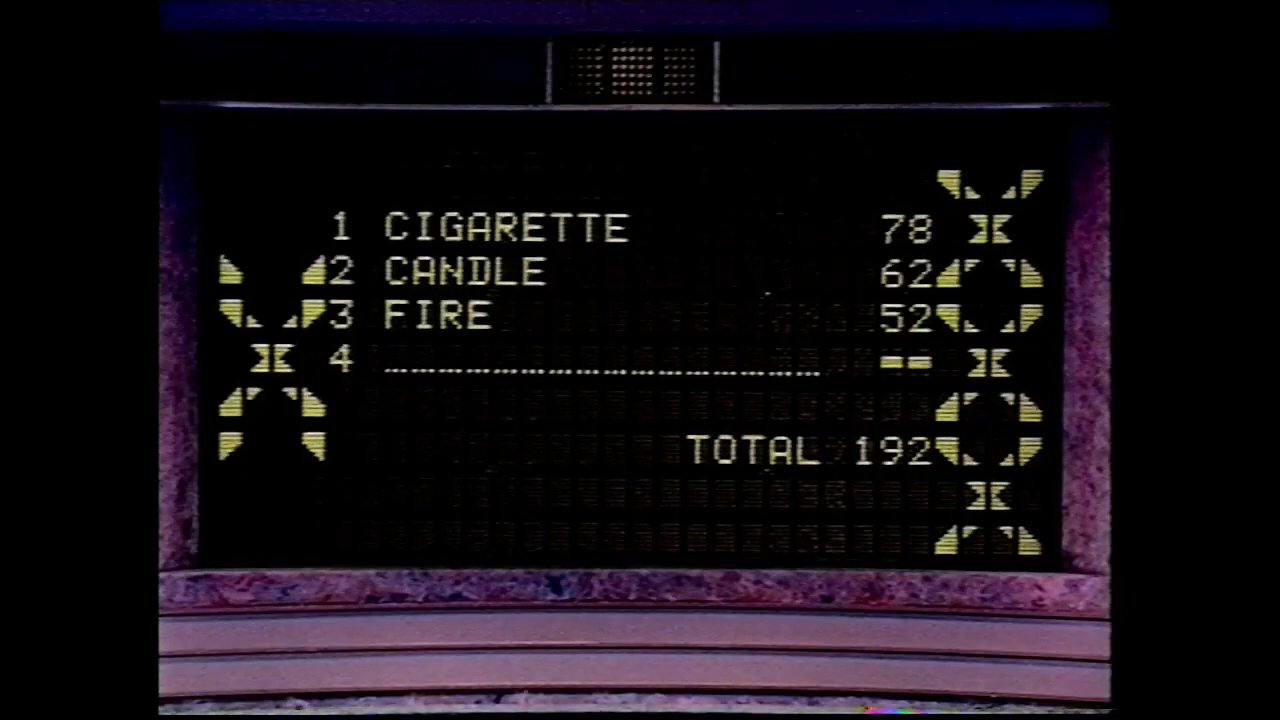 1 CIGARETTE 78
2 CANDLE 62
3 FIRE 52
4 ........................ --
TOTAL 192